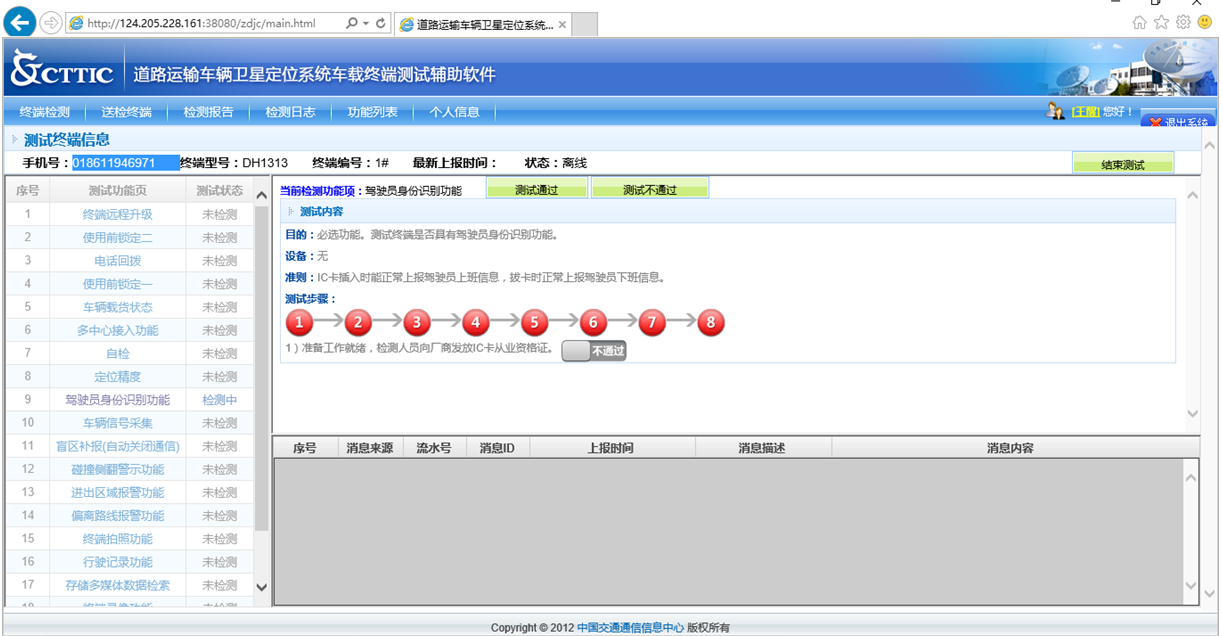 http://124.205.228.161:38080/zdjc/main.html
道路运输车辆卫星定位系统...
CTTIC
道路运输车辆卫星定位系统车载终端测试辅助软件
终端检测 送检终端 检测报告 检测日志 功能列表 个人信息
[王醒] 您好！ 退出系统
测试终端信息
手机号：018611946971 终端型号：DH1313 终端编号：1# 最新上报时间： 状态：离线
结束测试
序号 测试功能页 测试状态
1 终端远程升级 未检测
2 使用前锁定二 未检测
3 电话回拨 未检测
4 使用前锁定一 未检测
5 车辆载货状态 未检测
6 多中心接入功能 未检测
7 自检 未检测
8 定位精度 未检测
9 驾驶员身份识别功能 检测中
10 车辆信号采集 未检测
11 盲区补报(自动关闭通信) 未检测
12 碰撞侧翻警示功能 未检测
13 进出区域报警功能 未检测
14 偏离路线报警功能 未检测
15 终端拍照功能 未检测
16 行驶记录功能 未检测
17 存储多媒体数据检索 未检测
当前检测功能项：驾驶员身份识别功能 测试通过 测试不通过
测试内容
目的：必选功能。测试终端是否具有驾驶员身份识别功能。
设备：无
准则：IC卡插入时能正常上报驾驶员上班信息，拔卡时正常上报驾驶员下班信息。
测试步骤：
1 2 3 4 5 6 7 8
1）准备工作就绪，检测人员向厂商发放IC卡从业资格证。 不通过
序号 消息来源 流水号 消息ID 上报时间 消息描述 消息内容
Copyright © 2012 中国交通通信信息中心 版权所有